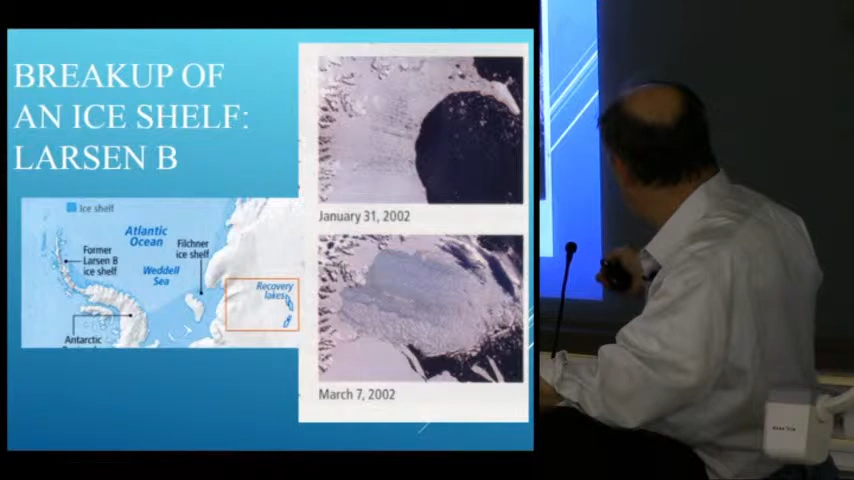 BREAKUP OF
AN ICE SHELF:
LARSEN B
Ice shelf
Atlantic
Ocean
Filchner
ice shelf
Former
Larsen B
ice shelf
Weddell
Sea
Recovery
lakes
Antarctic
January 31, 2002
March 7, 2002